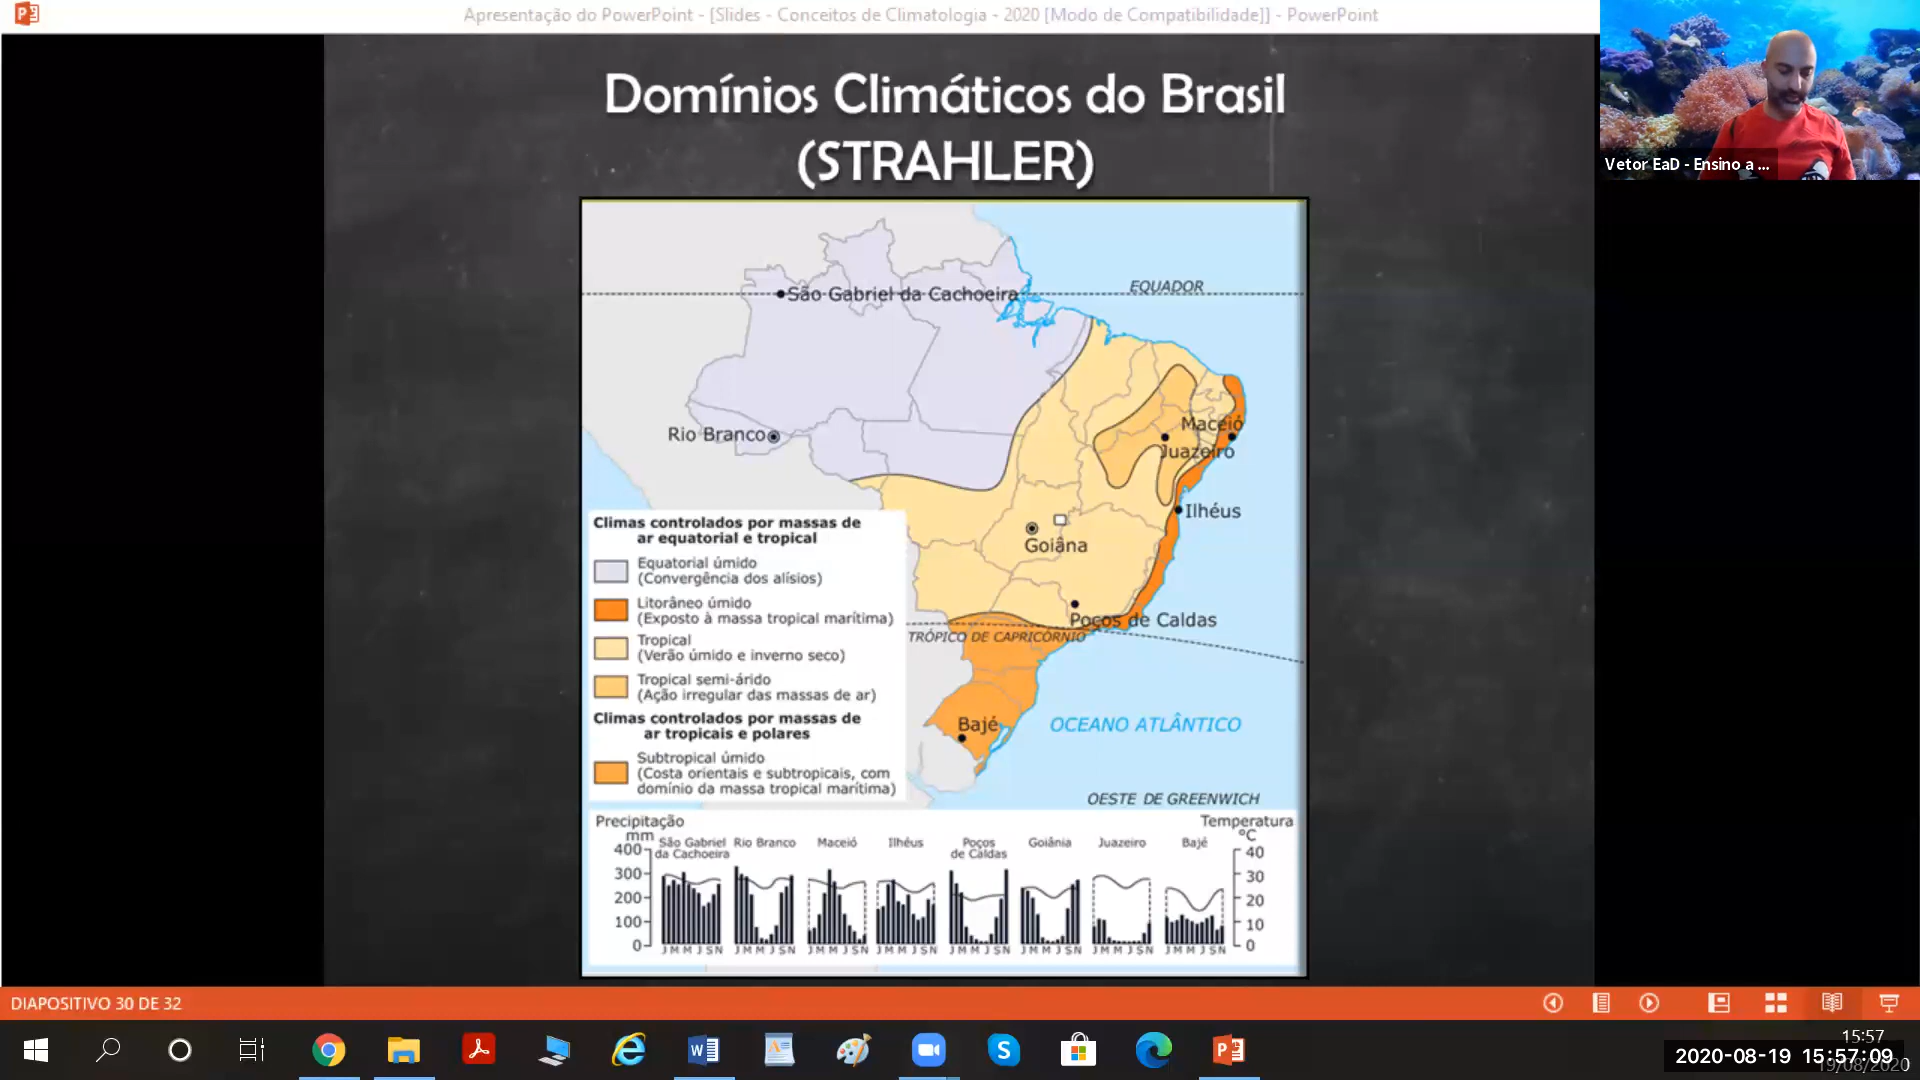 Apresentação do PowerPoint - [Slides - Conceitos de Climatologia - 2020 [Modo de Compatibilidade]] - PowerPoint
Vetor EaD - Ensino a ...
Domínios Climáticos do Brasil
(STRAHLER)
EQUADOR
São Gabriel da Cachoeira
Maceió
Rio Branco
Juazeiro
Ilhéus
Goiâna
Poços de Caldas
TRÓPICO DE CAPRICÓRNIO
Bajé
OCEANO ATLÂNTICO
OESTE DE GREENWICH
Climas controlados por massas de
ar equatorial e tropical
Equatorial úmido
(Convergência dos alísios)
Litorâneo úmido
(Exposto à massa tropical marítima)
Tropical
(Verão úmido e inverno seco)
Tropical semi-árido
(Ação irregular das massas de ar)
Climas controlados por massas de
ar tropicais e polares
Subtropical úmido
(Costa orientais e subtropicais, com
domínio da massa tropical marítima)
Precipitação
mm
Temperatura
°C
São Gabriel
da Cachoeira
Rio Branco
Maceió
Ilhéus
Poços
de Caldas
Goiânia
Juazeiro
Bajé
400
300
200
100
0
40
30
20
10
0
J M M J S N
J M M J S N
J M M J S N
J M M J S N
J M M J S N
J M M J S N
J M M J S N
J M M J S N
DIAPOSITIVO 30 DE 32
15:57
2020-08-19 15:57:09
19/08/2020